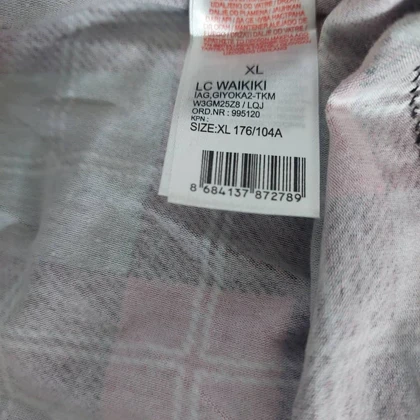 XL
LC WAIKIKI
IAG,GIYOKA2-TKM
W3GM25Z8 / LQJ
ORD.NR : 995120
KPN :
SIZE:XL 176/104A
8 684137 872789